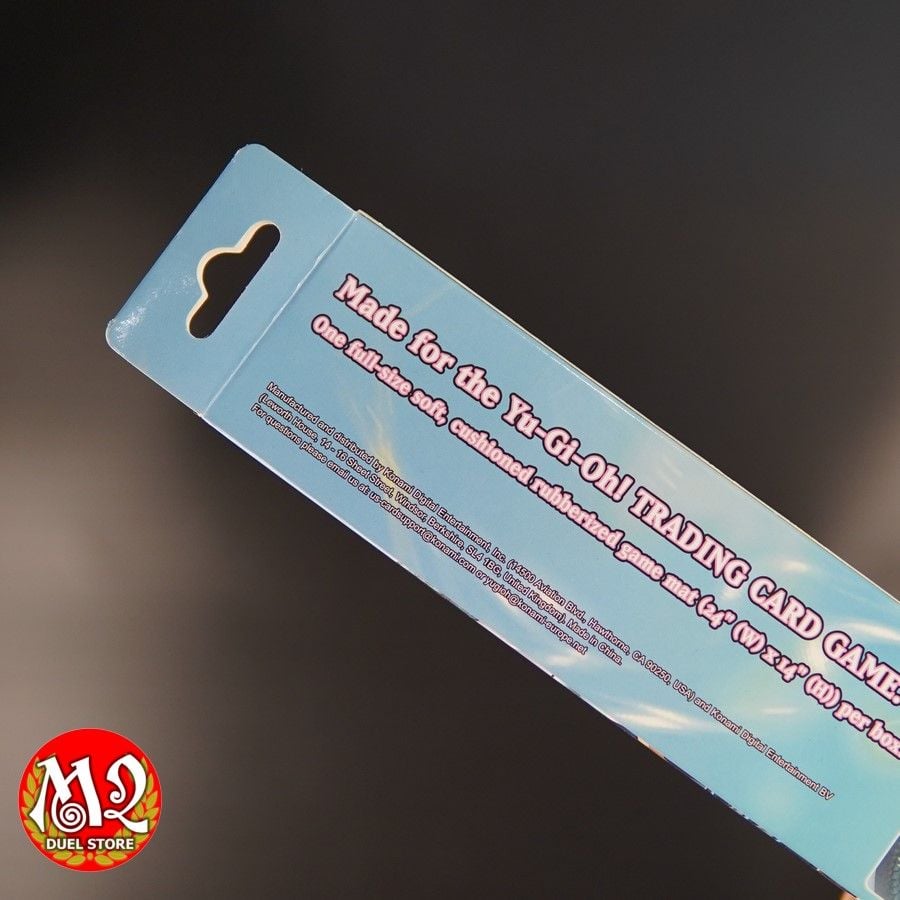 Made for the Yu-Gi-Oh! TRADING CARD GAME!
One full-size soft, cushioned rubberized game mat (24" (W) x 14" (H)) per box
Manufactured and distributed by Konami Digital Entertainment, Inc. (14500 Aviation Blvd., Hawthorne, CA 90250, USA) and Konami Digital Entertainment BV
(Leworth House, 14 - 16 Sheet Street, Windsor, Berkshire, SL4 1BG, United Kingdom). Made in China.
For questions please email us at: us-cardsupport@konami.com or yugioh@konami-europe.net
M2
DUEL STORE